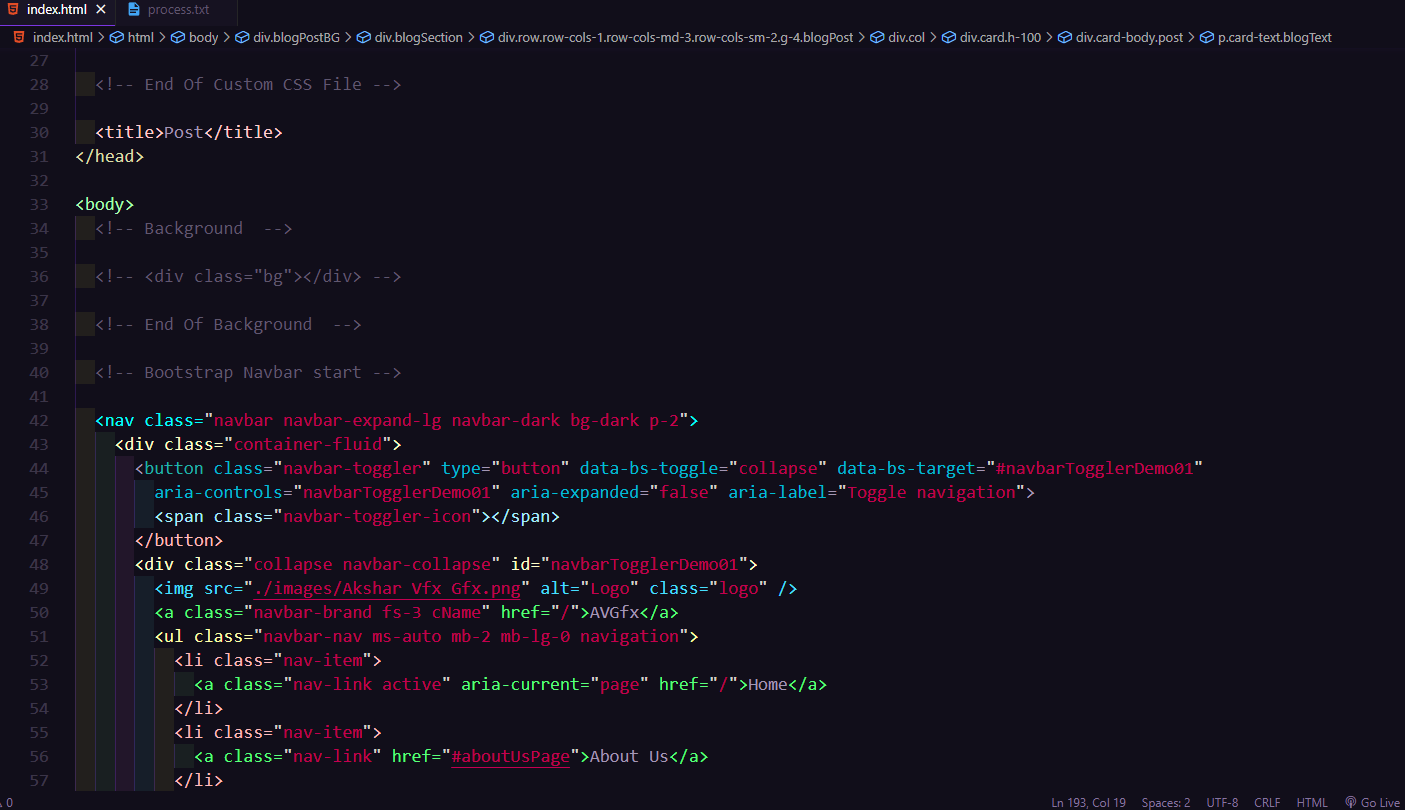 index.html × process.txt
index.html > html > body > div.blogPostBG > div.blogSection > div.row.row-cols-1.row-cols-md-3.row-cols-sm-2.g-4.blogPost > div.col > div.card.h-100 > div.card-body.post > p.card-text.blogText
27
28 <!-- End Of Custom CSS File -->
29
30 <title>Post</title>
31 </head>
32
33 <body>
34 <!-- Background  -->
35
36 <!-- <div class="bg"></div> -->
37
38 <!-- End Of Background  -->
39
40 <!-- Bootstrap Navbar start -->
41
42 <nav class="navbar navbar-expand-lg navbar-dark bg-dark p-2">
43 <div class="container-fluid">
44 <button class="navbar-toggler" type="button" data-bs-toggle="collapse" data-bs-target="#navbarTogglerDemo01"
45 aria-controls="navbarTogglerDemo01" aria-expanded="false" aria-label="Toggle navigation">
46 <span class="navbar-toggler-icon"></span>
47 </button>
48 <div class="collapse navbar-collapse" id="navbarTogglerDemo01">
49 <img src="./images/Akshar Vfx Gfx.png" alt="Logo" class="logo" />
50 <a class="navbar-brand fs-3 cName" href="/">AVGfx</a>
51 <ul class="navbar-nav ms-auto mb-2 mb-lg-0 navigation">
52 <li class="nav-item">
53 <a class="nav-link active" aria-current="page" href="/">Home</a>
54 </li>
55 <li class="nav-item">
56 <a class="nav-link" href="#aboutUsPage">About Us</a>
57 </li>
0 Ln 193, Col 19 Spaces: 2 UTF-8 CRLF HTML Go Live